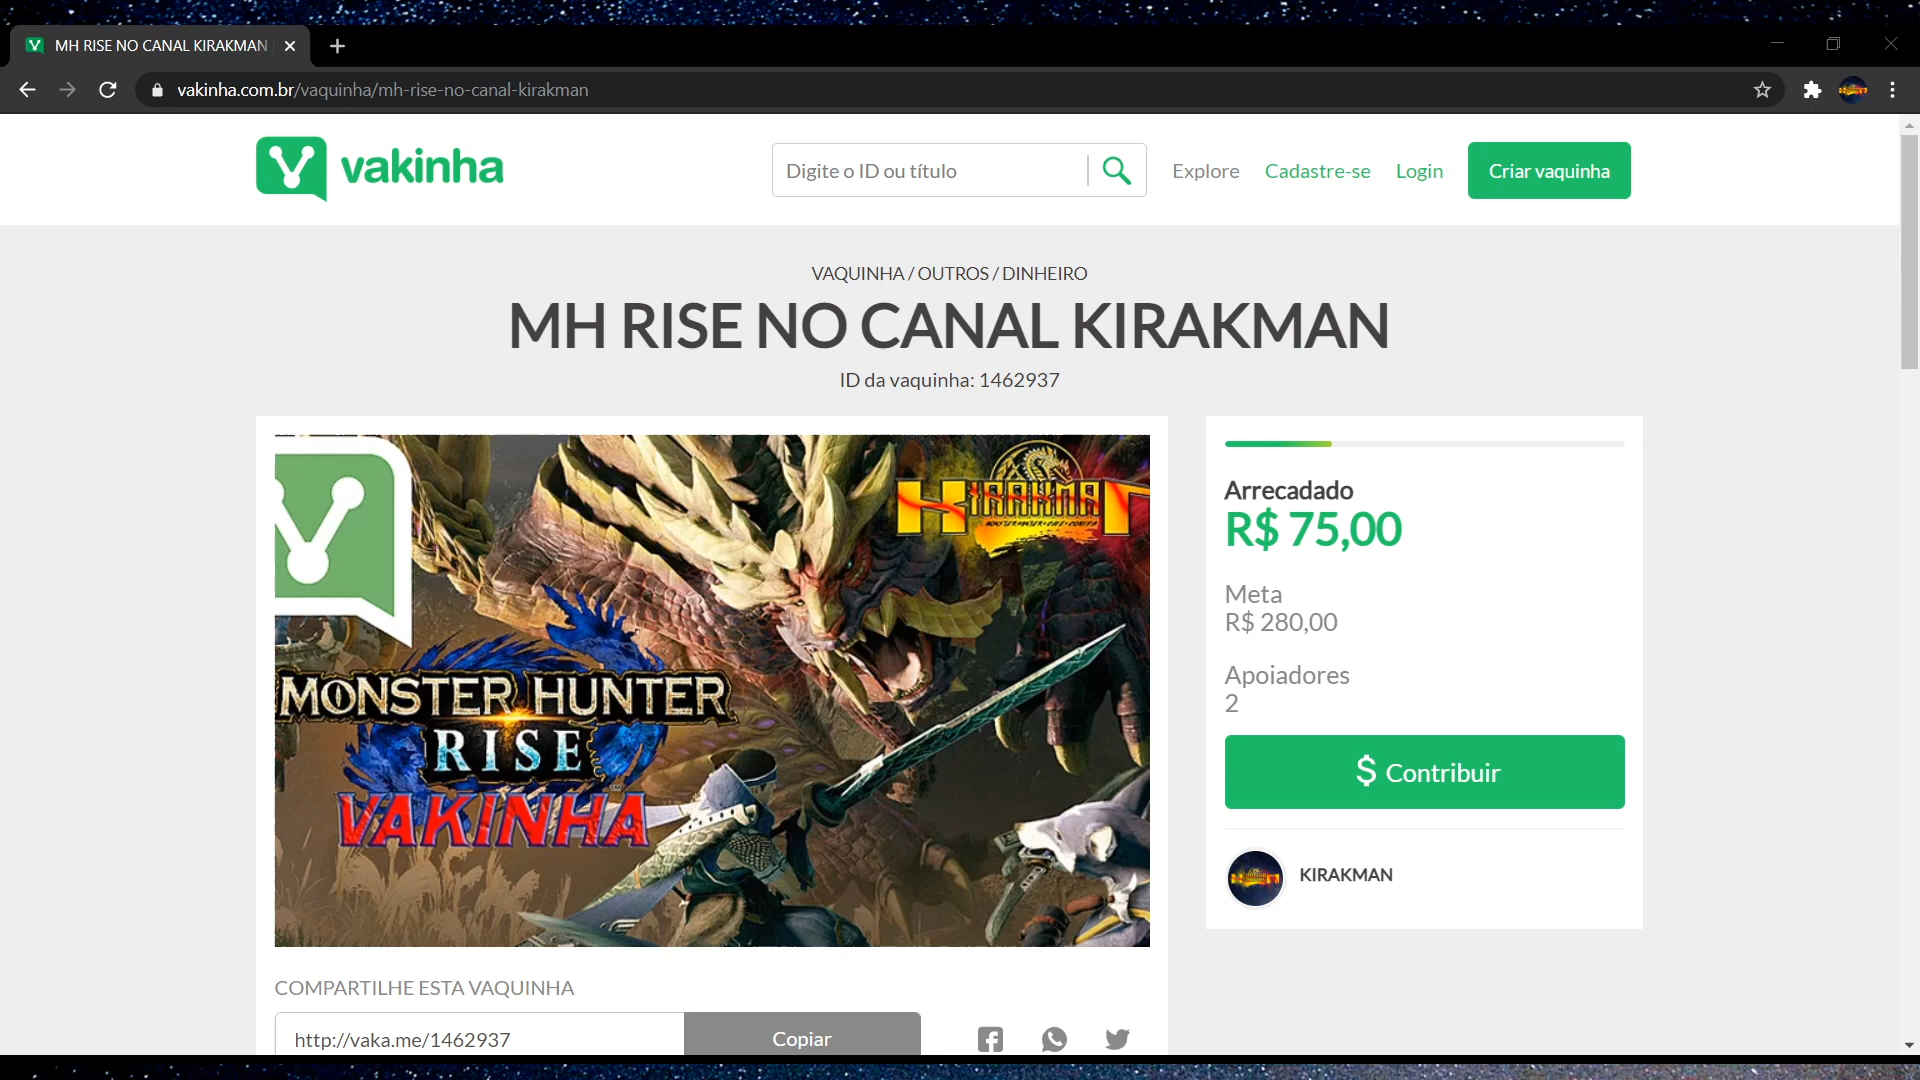 MH RISE NO CANAL KIRAKMAN
vakinha.com.br/vaquinha/mh-rise-no-canal-kirakman
vakinha
Digite o ID ou título
Explore
Cadastre-se
Login
Criar vaquinha
VAQUINHA / OUTROS / DINHEIRO
MH RISE NO CANAL KIRAKMAN
ID da vaquinha: 1462937
KIRAKMAN
MONSTER HUNTER
RISE
VAKINHA
Arrecadado
R$ 75,00
Meta
R$ 280,00
Apoiadores
2
$ Contribuir
KIRAKMAN
COMPARTILHE ESTA VAQUINHA
http://vaka.me/1462937
Copiar